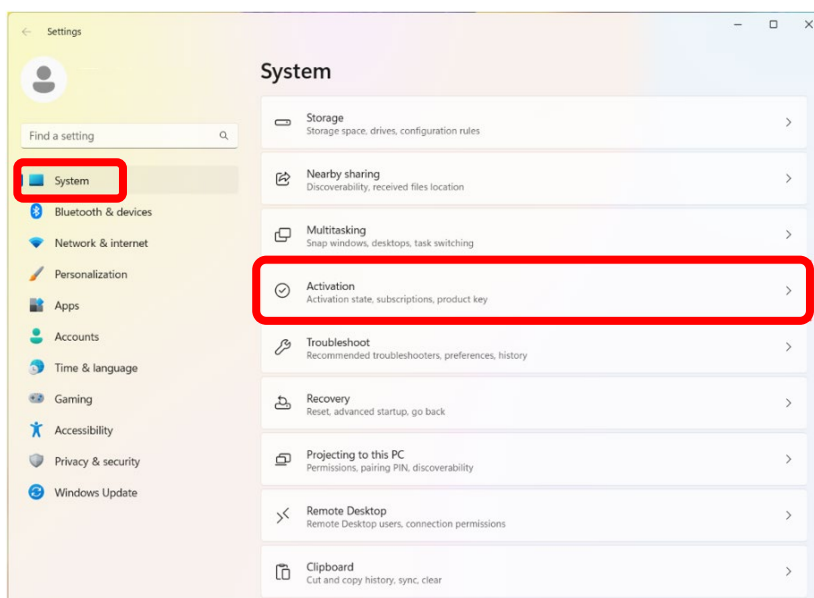 Settings
System
Find a setting
System
Bluetooth & devices
Network & internet
Personalization
Apps
Accounts
Time & language
Gaming
Accessibility
Privacy & security
Windows Update
Storage
Storage space, drives, configuration rules
Nearby sharing
Discoverability, received files location
Multitasking
Snap windows, desktops, task switching
Activation
Activation state, subscriptions, product key
Troubleshoot
Recommended troubleshooters, preferences, history
Recovery
Reset, advanced startup, go back
Projecting to this PC
Permissions, pairing PIN, discoverability
Remote Desktop
Remote Desktop users, connection permissions
Clipboard
Cut and copy history, sync, clear